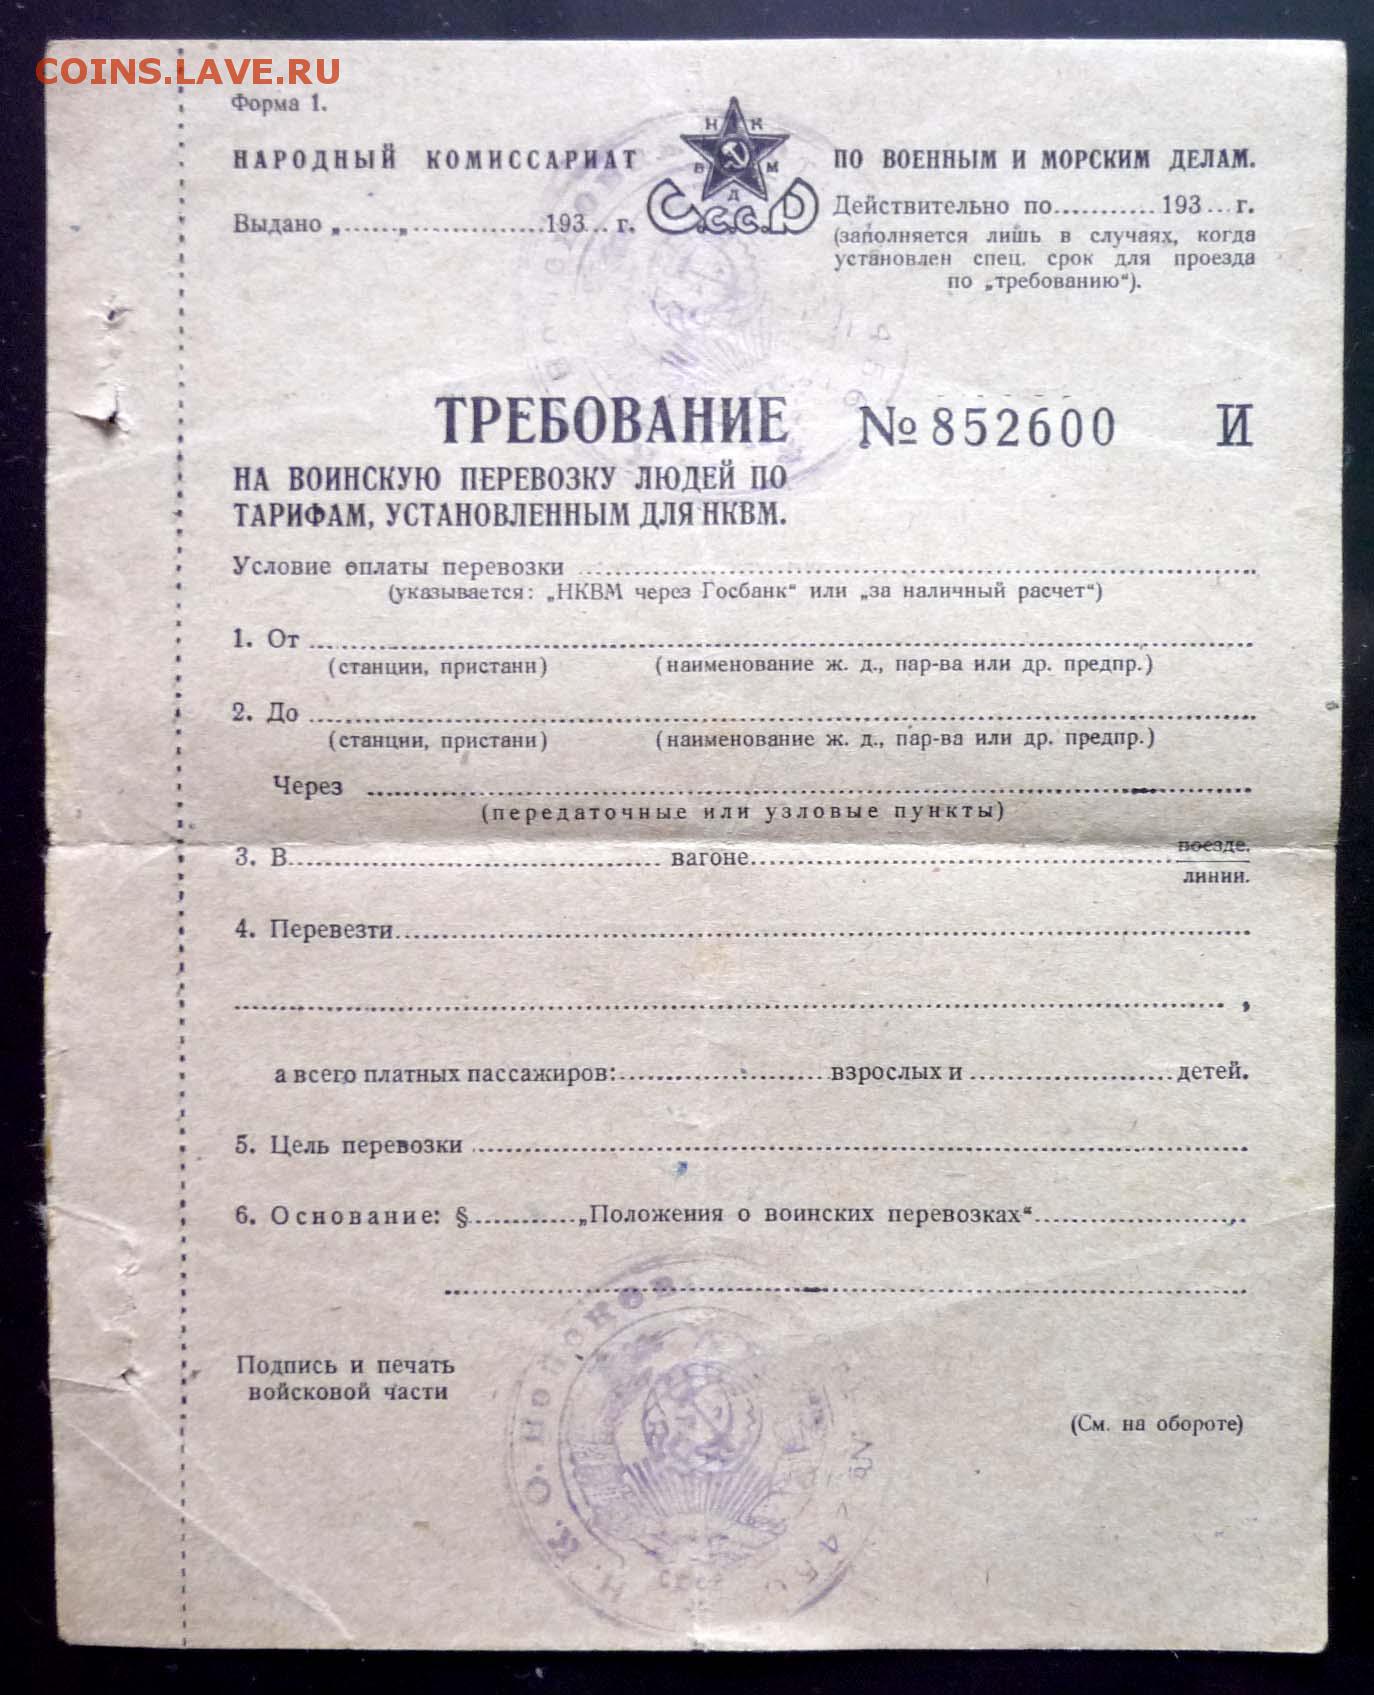 COINS.LAVE.RU
Форма 1.
НАРОДНЫЙ КОМИССАРИАТ
Н К
В М
Д
С.с.с.Р
ПО ВОЕННЫМ И МОРСКИМ ДЕЛАМ.
Выдано „......„...............193... г.
Действительно по...........193...г.
(заполняется лишь в случаях, когда
установлен спец. срок для проезда
по „требованию“).
ТРЕБОВАНИЕ № 852600 И
НА ВОИНСКУЮ ПЕРЕВОЗКУ ЛЮДЕЙ ПО
ТАРИФАМ, УСТАНОВЛЕННЫМ ДЛЯ НКВМ.
Условие оплаты перевозки
(указывается: „НКВМ через Госбанк“ или „за наличный расчет“)
1. От
(станции, пристани) (наименование ж. д., пар-ва или др. предпр.)
2. До
(станции, пристани) (наименование ж. д., пар-ва или др. предпр.)
Через
(передаточные или узловые пункты)
3. В ........ вагоне ........ поезде.
линии.
4. Перевезти
,
а всего платных пассажиров: ........ взрослых и ........ детей.
5. Цель перевозки
6. Основание: § ........ „Положения о воинских перевозках“
Подпись и печать
войсковой части
(См. на обороте)